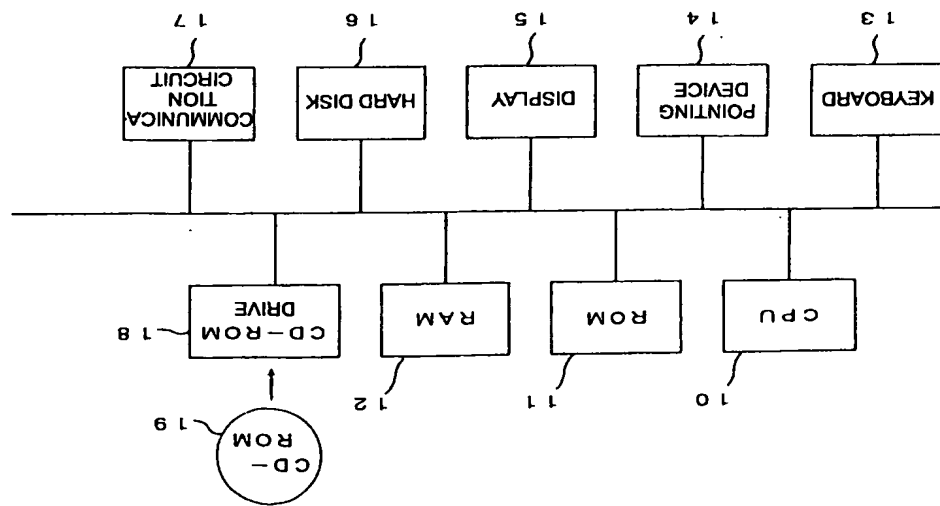 13
14
15
16
17
KEYBOARD
POINTING
DEVICE
DISPLAY
HARD DISK
COMMUNICA-
TION
CIRCUIT
CPU
ROM
RAM
CD-ROM
DRIVE
10
11
12
18
19
CD-
ROM